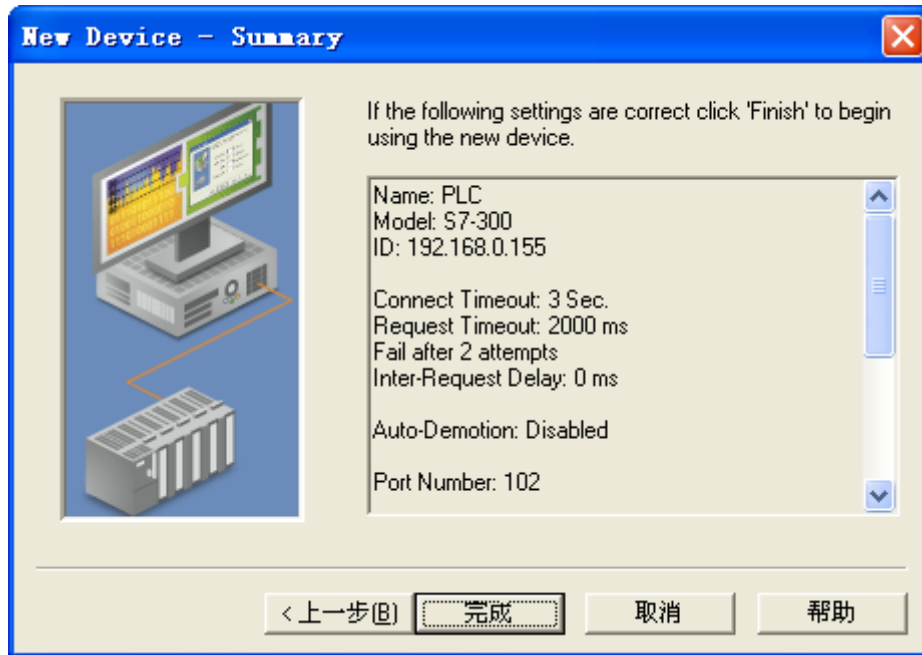 New Device - Summary
If the following settings are correct click 'Finish' to begin
using the new device.
Name: PLC
Model: S7-300
ID: 192.168.0.155
Connect Timeout: 3 Sec.
Request Timeout: 2000 ms
Fail after 2 attempts
Inter-Request Delay: 0 ms
Auto-Demotion: Disabled
Port Number: 102
<上一步(B) 完成 取消 帮助